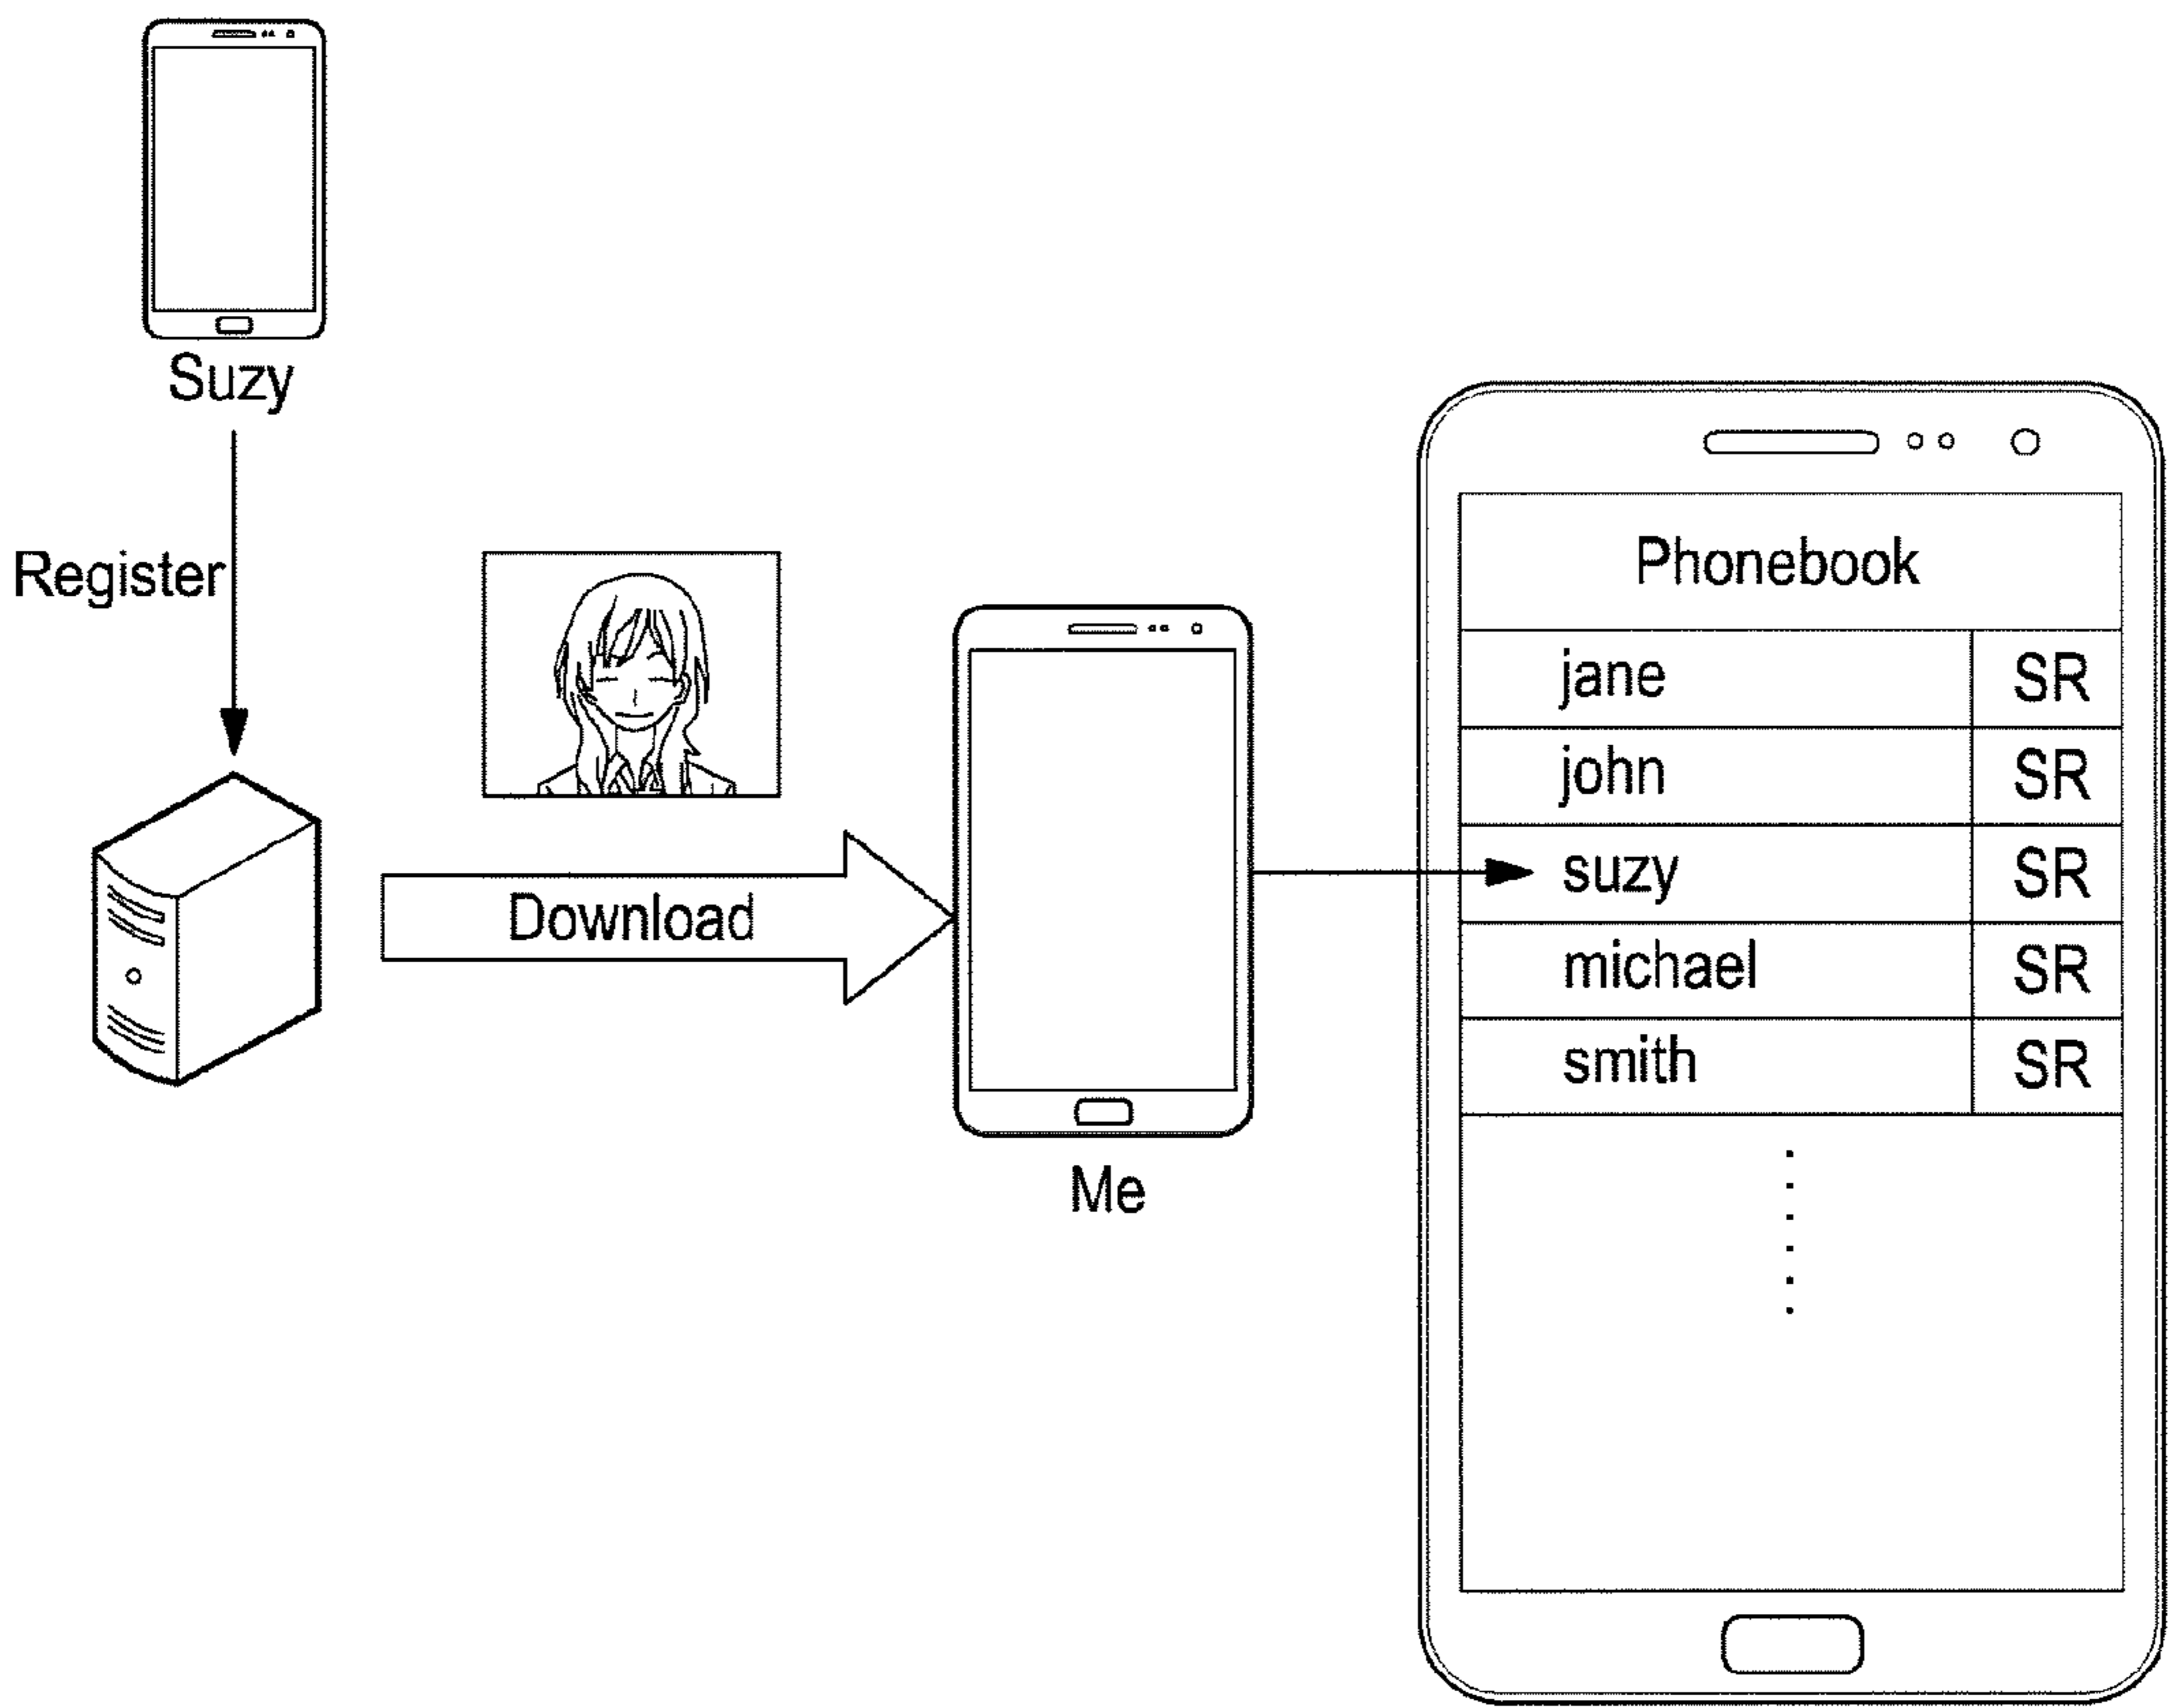 Suzy
Register
Download
Me
Phonebook
jane SR
john SR
suzy SR
michael SR
smith SR